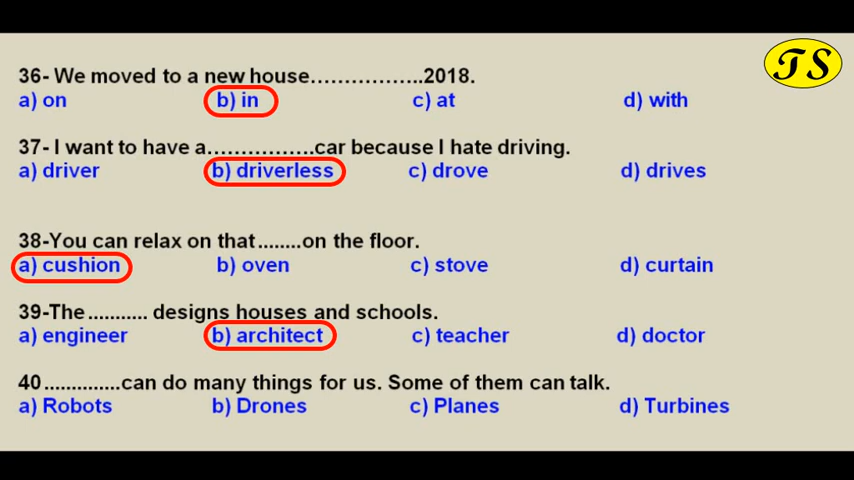 TS
36- We moved to a new house……………..2018.
a) on b) in c) at d) with
37- I want to have a……………car because I hate driving.
a) driver b) driverless c) drove d) drives
38-You can relax on that........on the floor.
a) cushion b) oven c) stove d) curtain
39-The ........... designs houses and schools.
a) engineer b) architect c) teacher d) doctor
40..............can do many things for us. Some of them can talk.
a) Robots b) Drones c) Planes d) Turbines